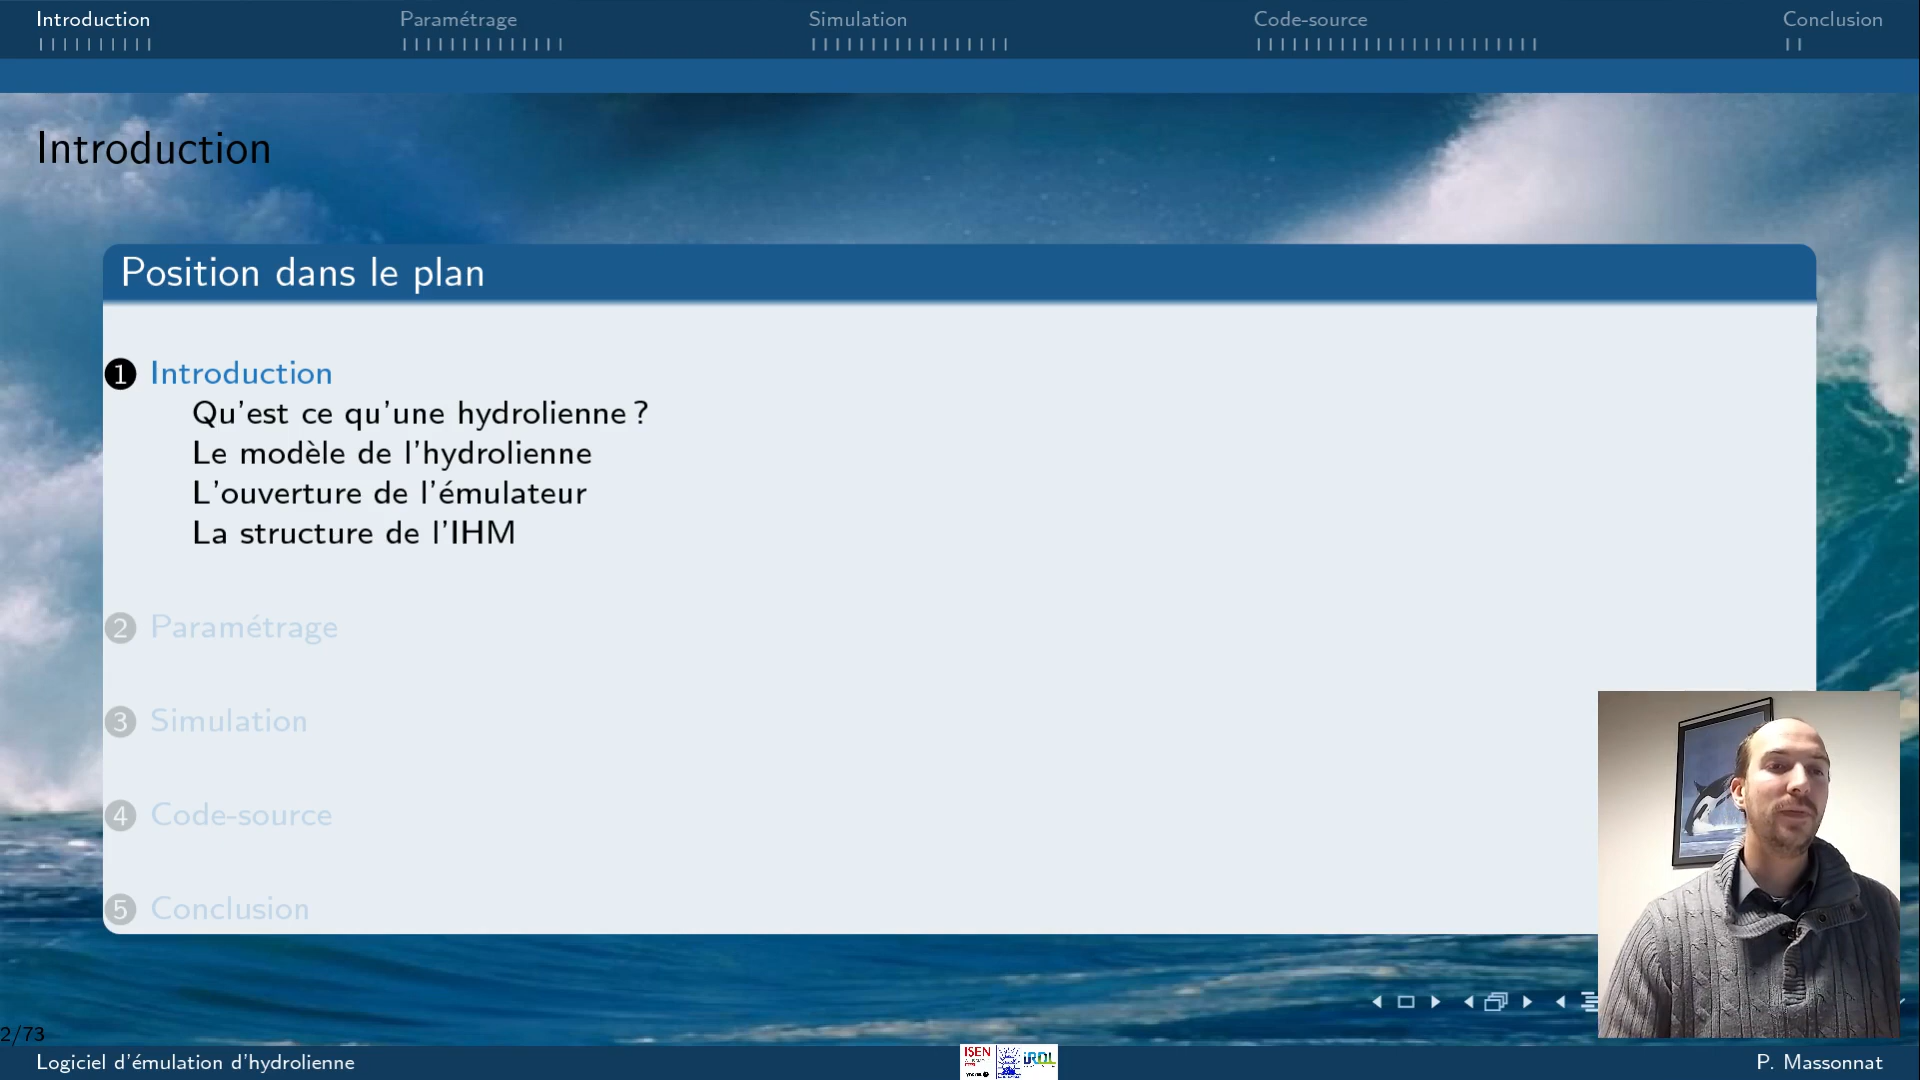 Introduction
Paramétrage
Simulation
Code-source
Conclusion
Introduction
Position dans le plan
1 Introduction
Qu'est ce qu'une hydrolienne ?
Le modèle de l'hydrolienne
L'ouverture de l'émulateur
La structure de l'IHM
2 Paramétrage
3 Simulation
4 Code-source
5 Conclusion
2/73
Logiciel d'émulation d'hydrolienne
ISEN
iRDL
P. Massonnat